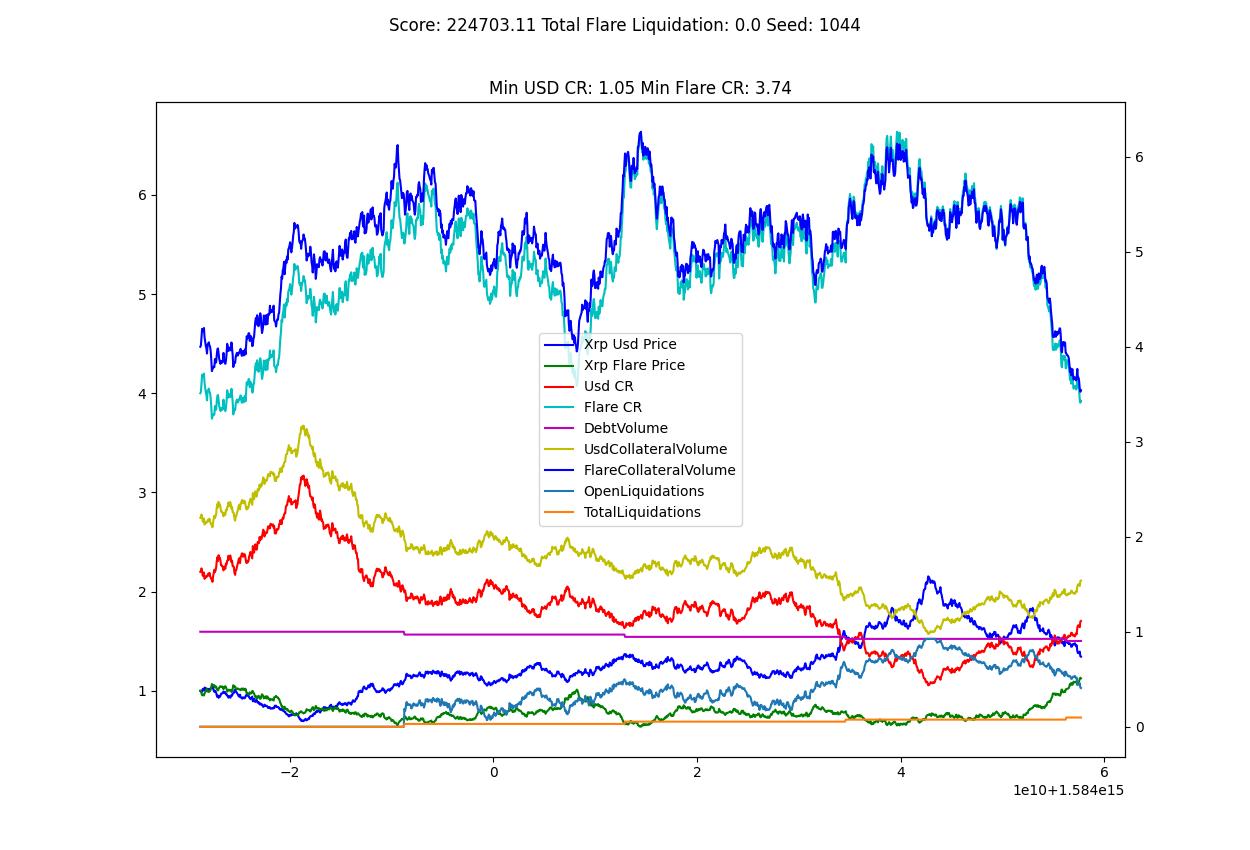 Score: 224703.11 Total Flare Liquidation: 0.0 Seed: 1044
Min USD CR: 1.05 Min Flare CR: 3.74
6
5
4
3
2
1
6
5
4
3
2
1
0
Xrp Usd Price
Xrp Flare Price
Usd CR
Flare CR
DebtVolume
UsdCollateralVolume
FlareCollateralVolume
OpenLiquidations
TotalLiquidations
−2 0 2 4 6
1e10+1.584e15